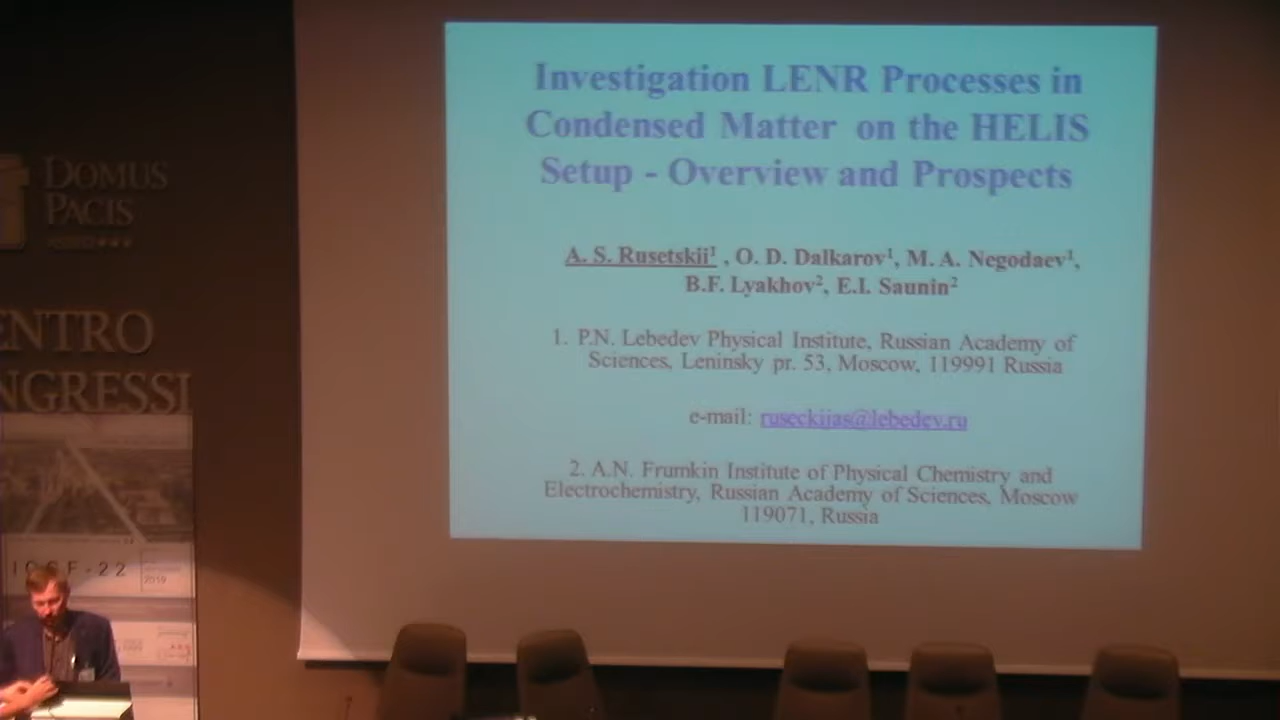 Investigation LENR Processes in
Condensed Matter on the HELIS
Setup - Overview and Prospects
A. S. Rusetskii¹ , O. D. Dalkarov¹, M. A. Negodaev¹,
B.F. Lyakhov², E.I. Saunin²
1. P.N. Lebedev Physical Institute, Russian Academy of
Sciences, Leninsky pr. 53, Moscow, 119991 Russia
e-mail: ruseckijas@lebedev.ru
2. A.N. Frumkin Institute of Physical Chemistry and
Electrochemistry, Russian Academy of Sciences, Moscow
119071, Russia
DOMUS
PACIS
ENTRO
NGRESSI
F-22
2019